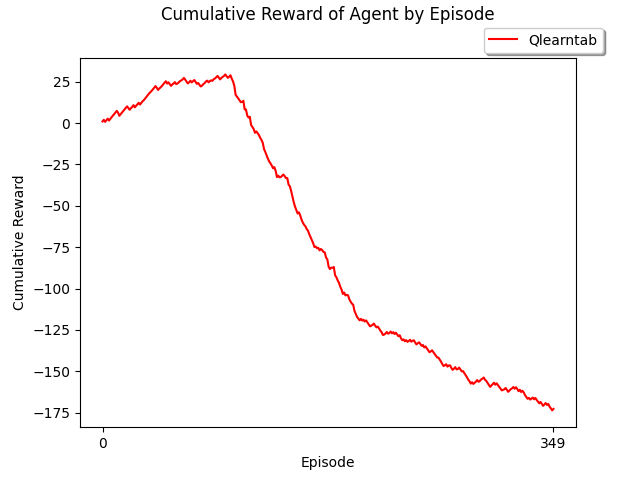 Cumulative Reward of Agent by Episode
Qlearntab
25
0
−25
−50
−75
−100
−125
−150
−175
Cumulative Reward
0
349
Episode